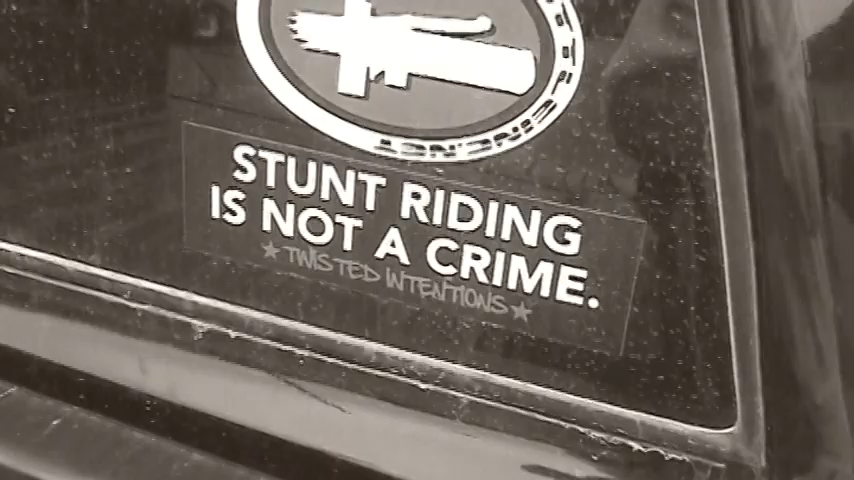 STUNT RIDING
IS NOT A CRIME.
★TWISTED INTENTIONS★